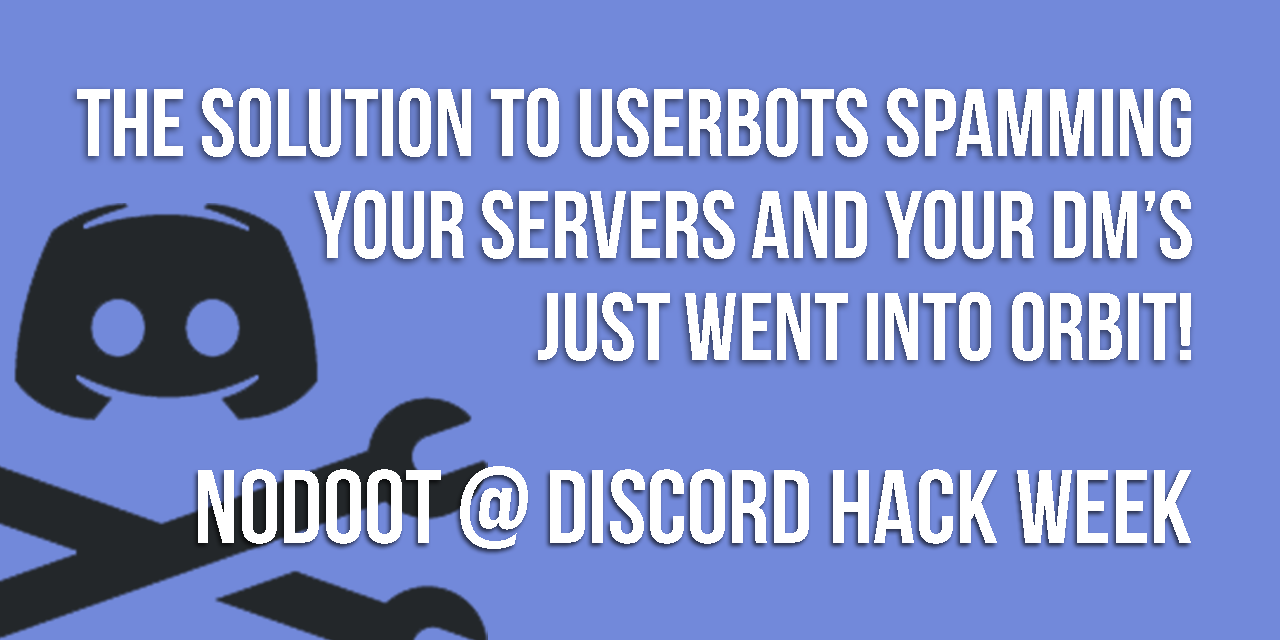 THE SOLUTION TO USERBOTS SPAMMING
YOUR SERVERS AND YOUR DM’S
JUST WENT INTO ORBIT!
NODOOT @ DISCORD HACK WEEK